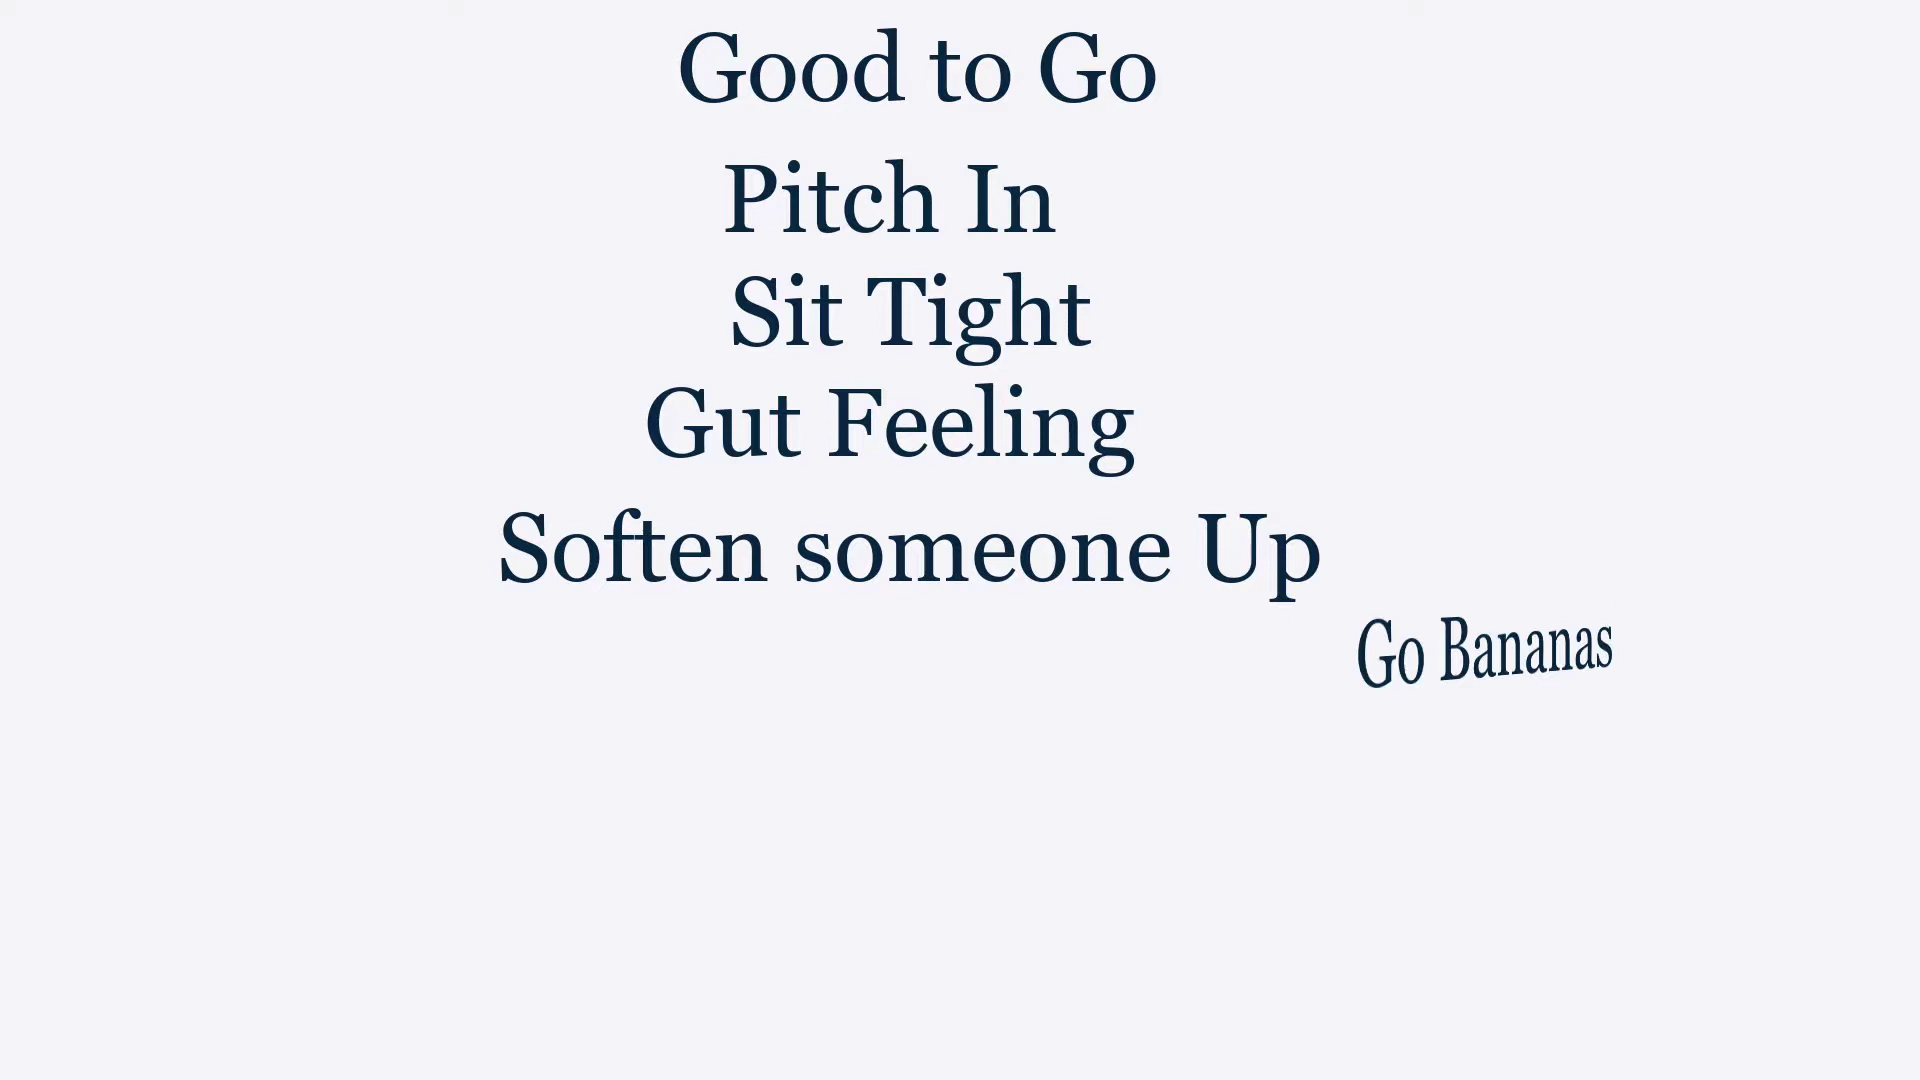 Good to Go
Pitch In
Sit Tight
Gut Feeling
Soften someone Up
Go Bananas